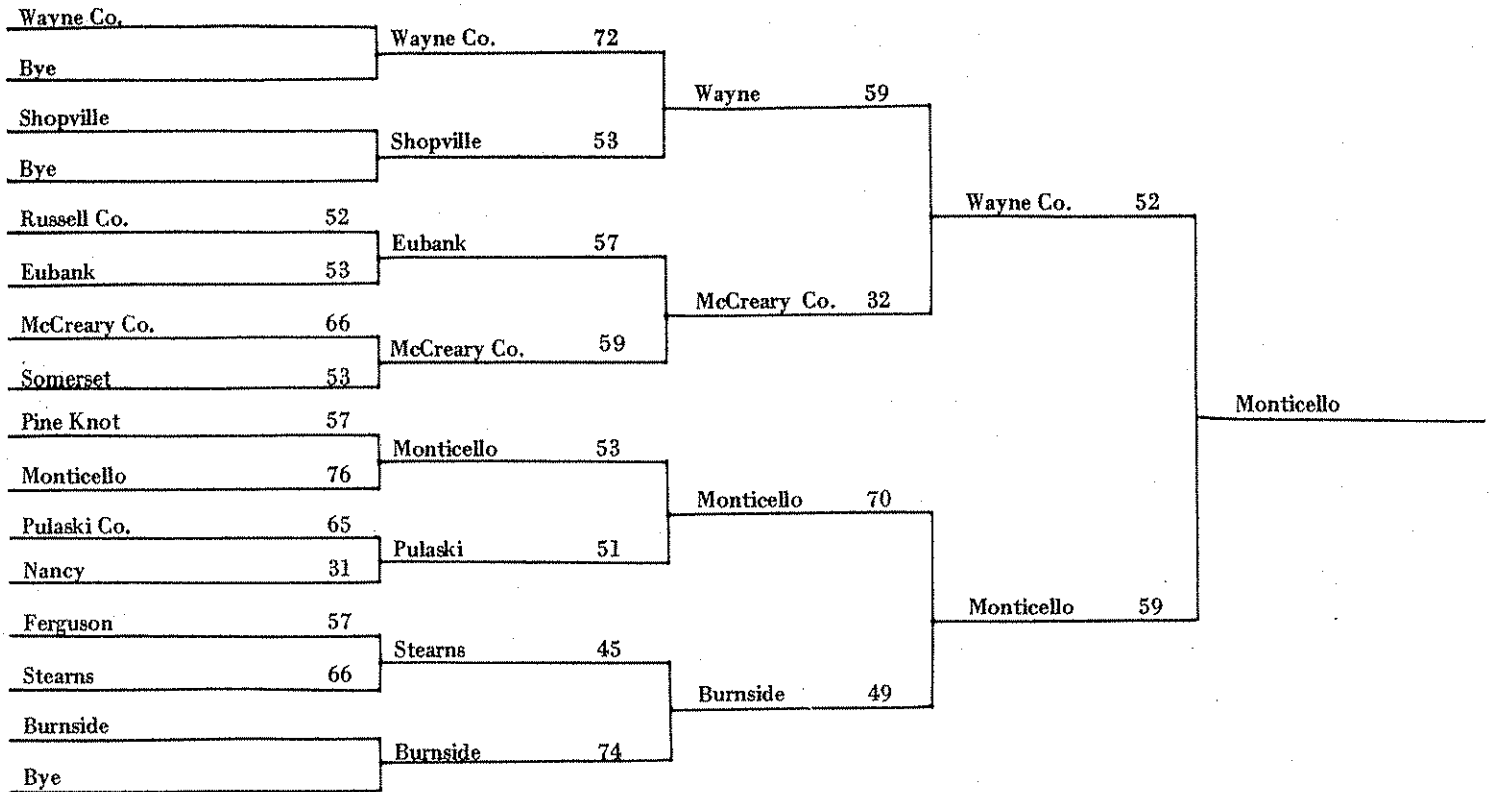 Wayne Co.
Bye
Shopville
Bye
Russell Co. 52
Eubank 53
McCreary Co. 66
Somerset 53
Pine Knot 57
Monticello 76
Pulaski Co. 65
Nancy 31
Ferguson 57
Stearns 66
Burnside
Bye
Wayne Co. 72
Shopville 53
Eubank 57
McCreary Co. 59
Monticello 53
Pulaski 51
Stearns 45
Burnside 74
Wayne 59
McCreary Co. 32
Monticello 70
Burnside 49
Wayne Co. 52
Monticello 59
Monticello